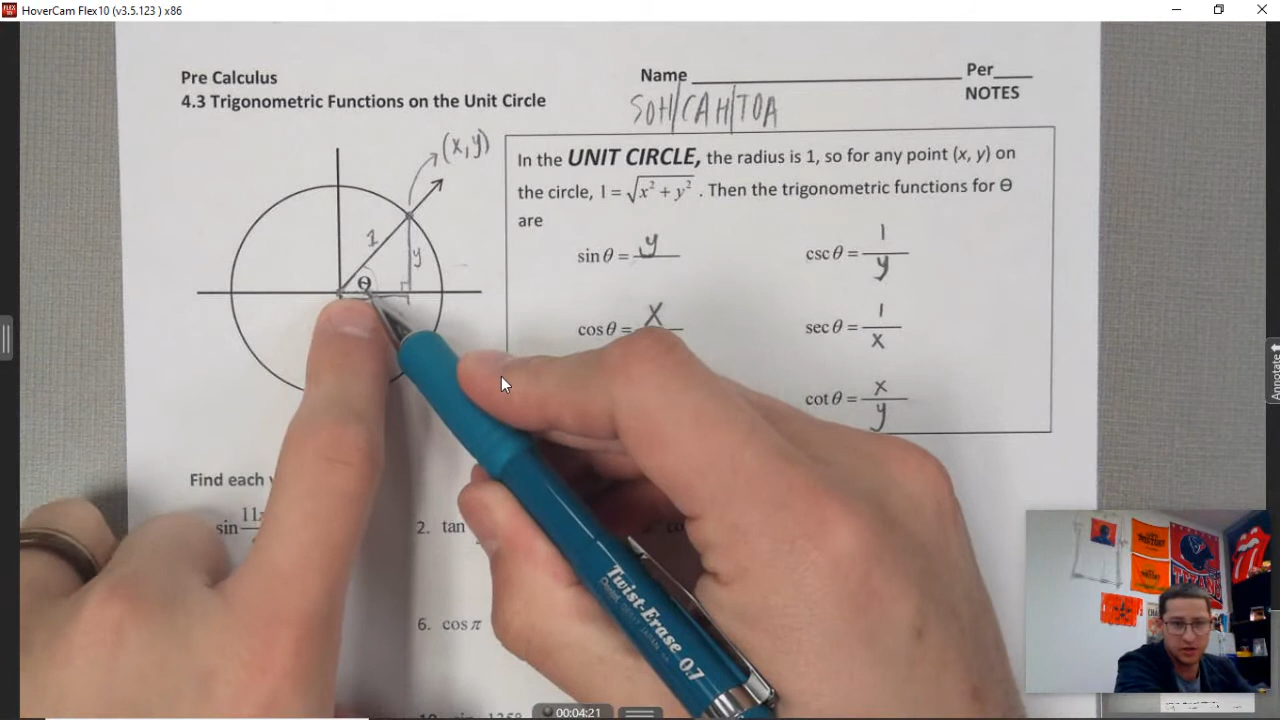 HoverCam Flex10 (v3.5.123 ) x86
Pre Calculus
4.3 Trigonometric Functions on the Unit Circle
Name Per
NOTES
SOH/CAH/TOA
(x,y)
1
y
Θ
In the UNIT CIRCLE, the radius is 1, so for any point (x, y) on
the circle, 1 = √x² + y² . Then the trigonometric functions for Θ
are
sin θ = y
csc θ = 1/y
cos θ = x
sec θ = 1/x
cot θ = x/y
Find each
sin 11
2. tan
6. cos π
Twist-Erase 0.7
TEXANS
Annotate
00:04:21